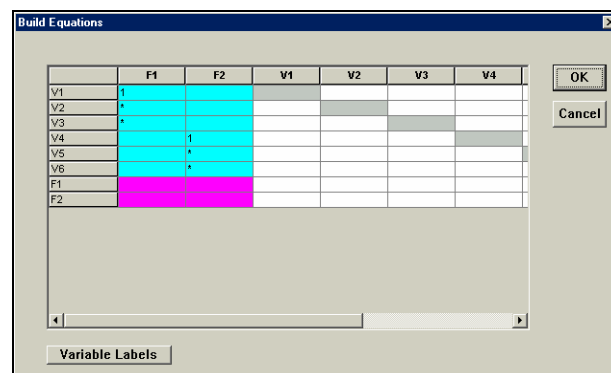 Build Equations
F1 F2 V1 V2 V3 V4
V1 1
V2 *
V3 *
V4 1
V5 *
V6 *
F1
F2
OK
Cancel
Variable Labels